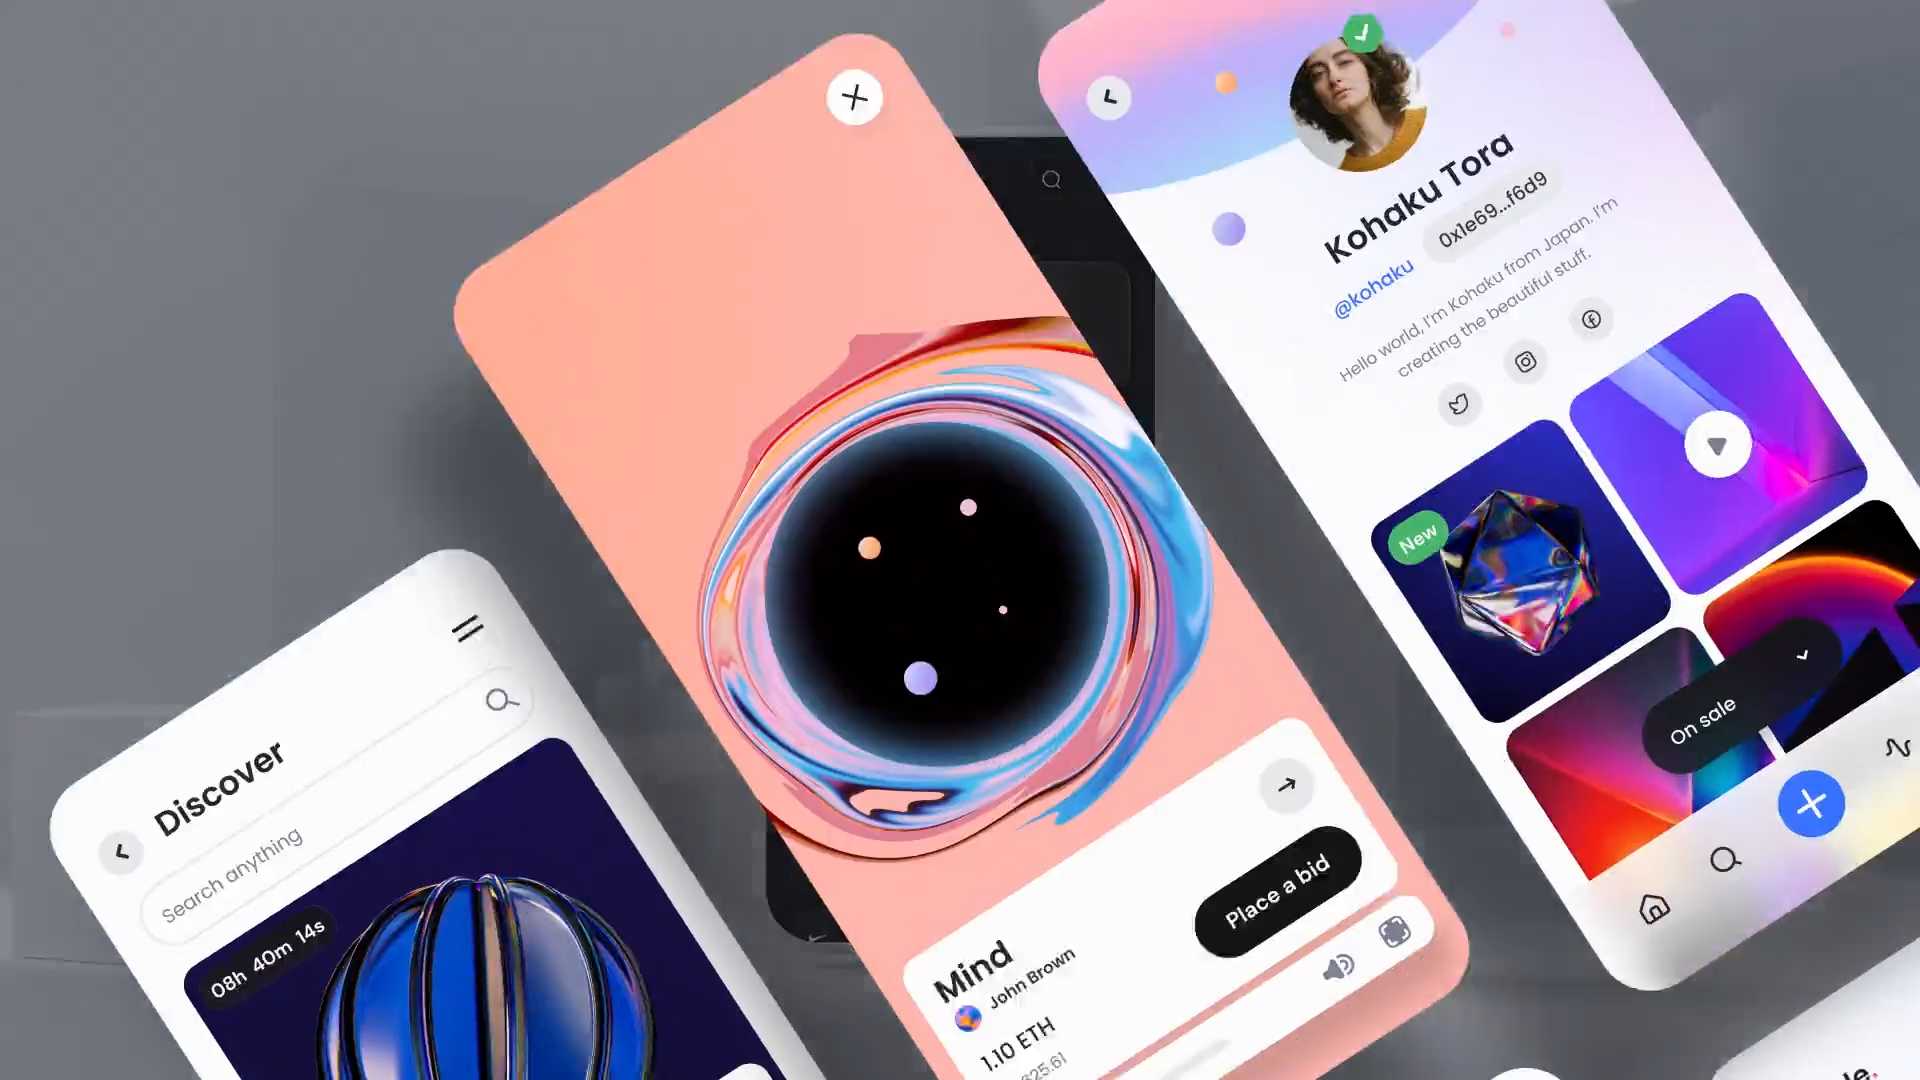 Discover
Search anything
08h 40m 14s
Mind
John Brown
1.10 ETH
Place a bid
Kohaku Tora
@kohaku
0x1e69...f6d9
Hello world, I'm Kohaku from Japan. I'm
creating the beautiful stuff.
New
On sale